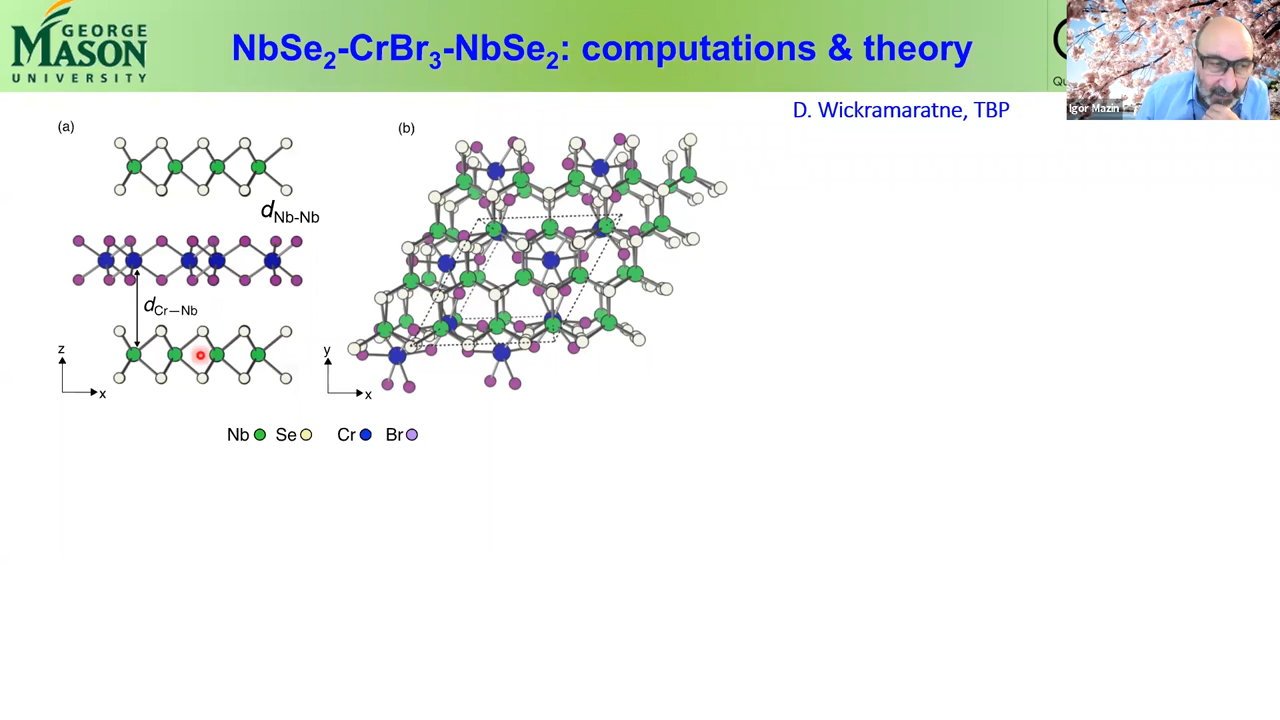 GEORGE
MASON
UNIVERSITY
NbSe2-CrBr3-NbSe2: computations & theory
Qu
Igor Mazin
D. Wickramaratne, TBP
(a)
(b)
dNb-Nb
dCr—Nb
z
x
y
x
Nb Se Cr Br